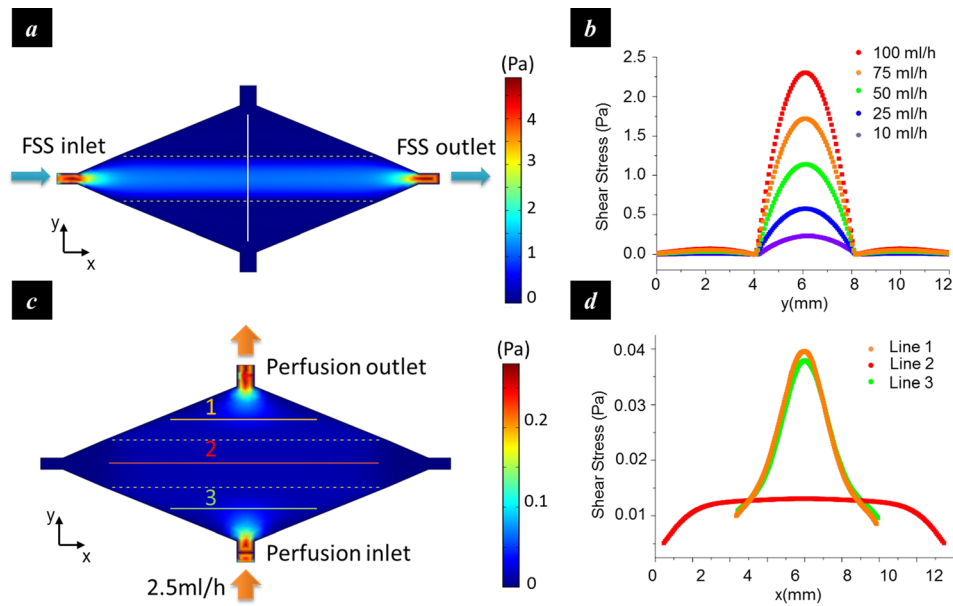 a
(Pa)
FSS inlet
FSS outlet
y
x
4
3
2
1
0
b
Shear Stress (Pa)
2.5
2.0
1.5
1.0
0.5
0.0
0 2 4 6 8 10 12
y(mm)
100 ml/h
75 ml/h
50 ml/h
25 ml/h
10 ml/h
c
(Pa)
Perfusion outlet
1
2
3
y
x
Perfusion inlet
2.5ml/h
0.2
0.1
0
d
Shear Stress (Pa)
0.04
0.03
0.02
0.01
0 2 4 6 8 10 12
x(mm)
Line 1
Line 2
Line 3